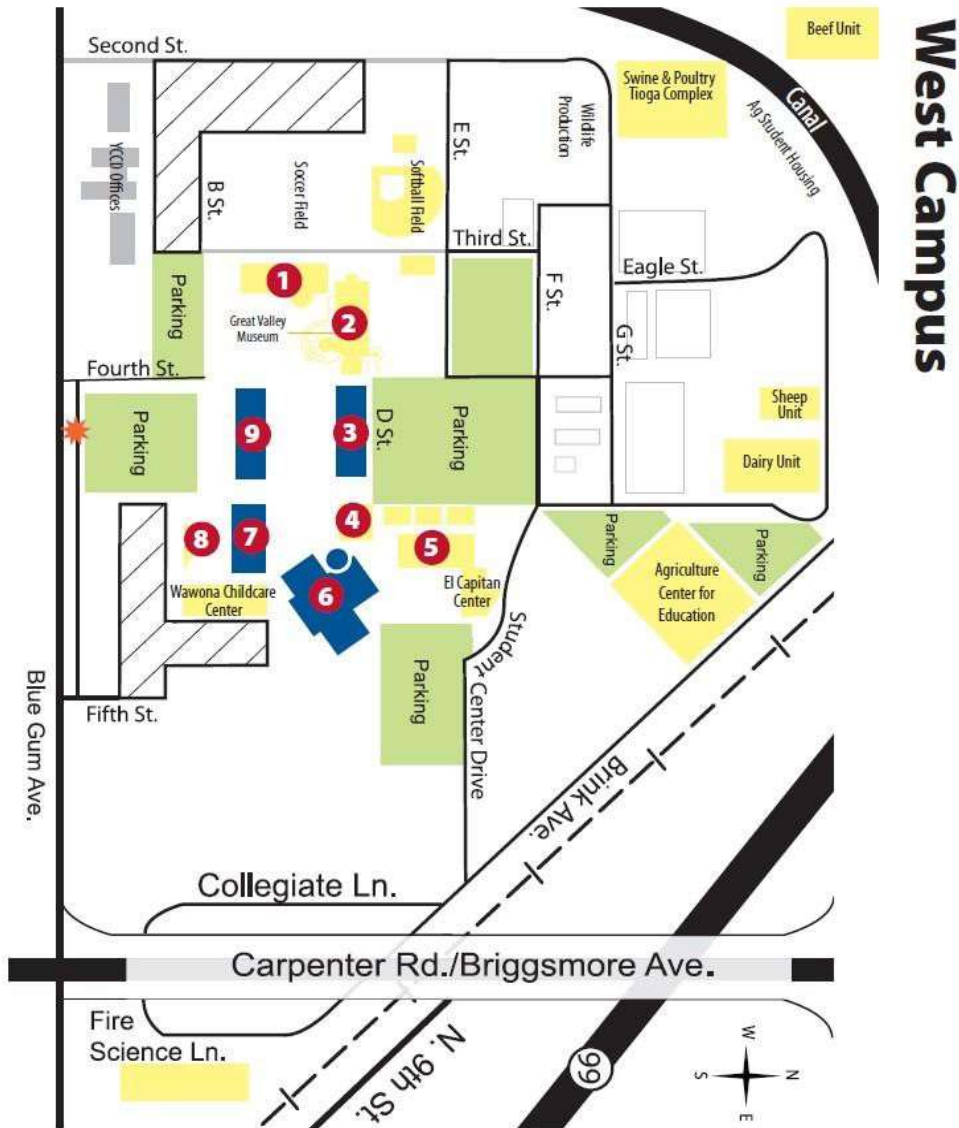 West Campus
Beef Unit
Second St.
Swine & Poultry
Tioga Complex
Canal
Ag Student Housing
Wildlife
Production
E St.
YCCD Offices
B St.
Soccer Field
Softball Field
Third St.
Eagle St.
1
Parking
F St.
2
Great Valley
Museum
G St.
Fourth St.
Parking
9
3
D St.
Parking
Sheep
Unit
Dairy Unit
4
8
7
5
Parking
Parking
Wawona Childcare
Center
6
El Capitan
Center
Agriculture
Center for
Education
Student Center Drive
Parking
Blue Gum Ave.
Fifth St.
Brink Ave.
Collegiate Ln.
Carpenter Rd./Briggsmore Ave.
Fire
Science Ln.
N. 9th St.
99
W
S
N
E